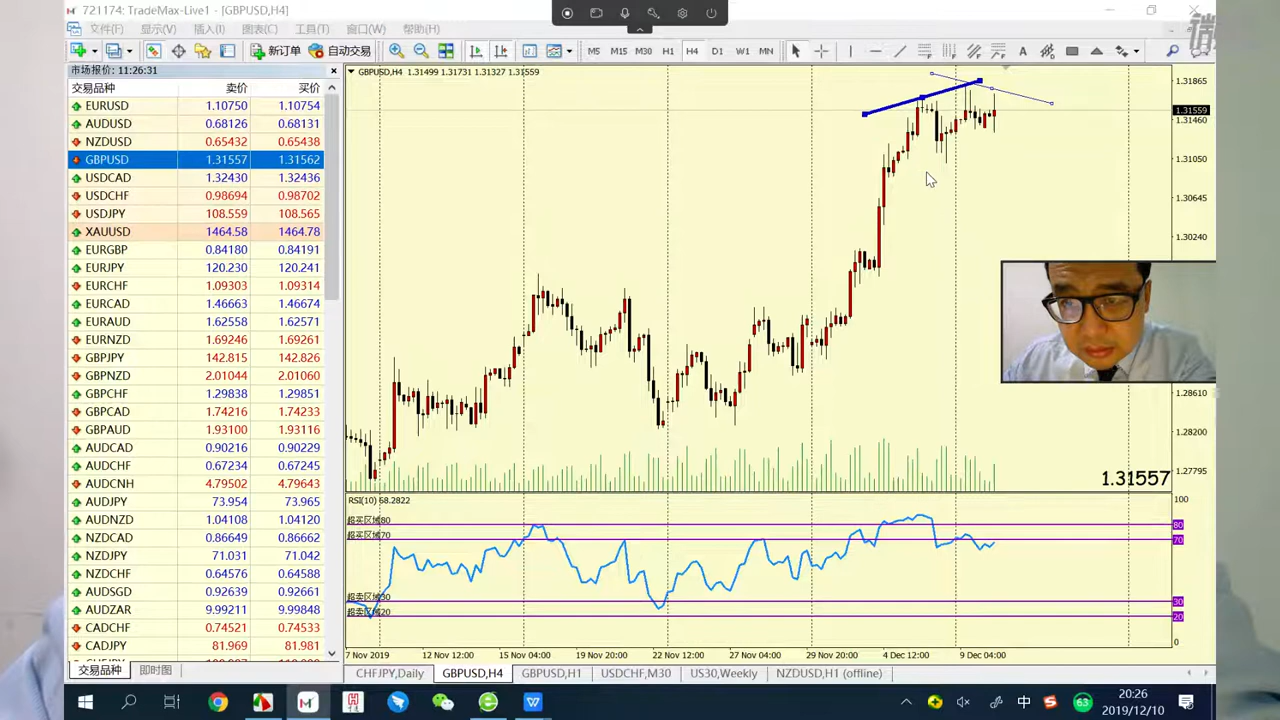 721174: TradeMax-Live1 - [GBPUSD,H4]
文件(F) 显示(V) 插入(I) 图表(C) 工具(T) 窗口(W) 帮助(H)
新订单 自动交易 M5 M15 M30 H1 H4 D1 W1 MN A
市场报价: 11:26:31
交易品种 卖价 买价
EURUSD 1.10750 1.10754
AUDUSD 0.68126 0.68131
NZDUSD 0.65432 0.65438
GBPUSD 1.31557 1.31562
USDCAD 1.32430 1.32436
USDCHF 0.98694 0.98702
USDJPY 108.559 108.565
XAUUSD 1464.58 1464.78
EURGBP 0.84180 0.84191
EURJPY 120.230 120.241
EURCHF 1.09303 1.09314
EURCAD 1.46663 1.46674
EURAUD 1.62558 1.62571
EURNZD 1.69246 1.69261
GBPJPY 142.815 142.826
GBPNZD 2.01044 2.01060
GBPCHF 1.29838 1.29851
GBPCAD 1.74216 1.74233
GBPAUD 1.93100 1.93116
AUDCAD 0.90216 0.90229
AUDCHF 0.67234 0.67245
AUDCNH 4.79502 4.79643
AUDJPY 73.954 73.965
AUDNZD 1.04108 1.04120
NZDCAD 0.86649 0.86662
NZDJPY 71.031 71.042
NZDCHF 0.64576 0.64588
AUDSGD 0.92639 0.92661
AUDZAR 9.99211 9.99848
CADCHF 0.74521 0.74533
CADJPY 81.969 81.981
交易品种 即时图
GBPUSD,H4 1.31499 1.31731 1.31327 1.31559
1.31865
1.31559
1.31460
1.31050
1.30645
1.30240
1.28610
1.28200
1.27795
1.31557
RSI(10) 68.2822
100
超买区域80
80
超买区域70
70
超卖区域30
30
超卖区域20
20
0
7 Nov 2019 12 Nov 12:00 15 Nov 04:00 19 Nov 20:00 22 Nov 12:00 27 Nov 04:00 29 Nov 20:00 4 Dec 12:00 9 Dec 04:00
CHFJPY,Daily GBPUSD,H4 GBPUSD,H1 USDCHF,M30 US30,Weekly NZDUSD,H1 (offline)
中 63 20:26
2019/12/10